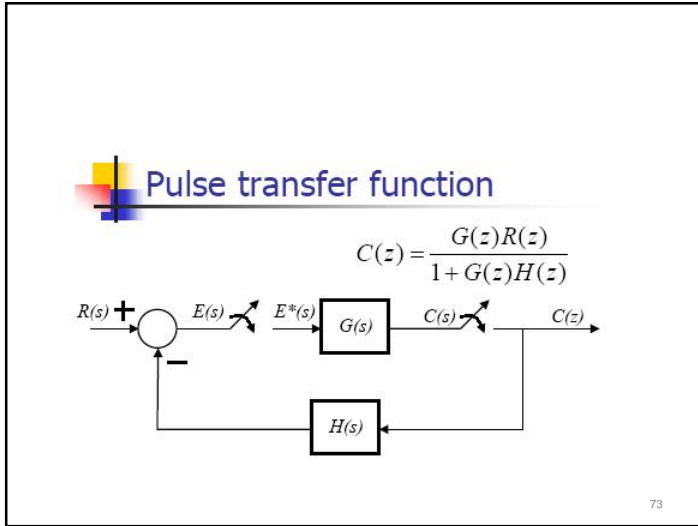 Pulse transfer function
C(z) = G(z)R(z) / 1 + G(z)H(z)
R(s) + E(s) E*(s) G(s) C(s) C(z)
−
H(s)
73